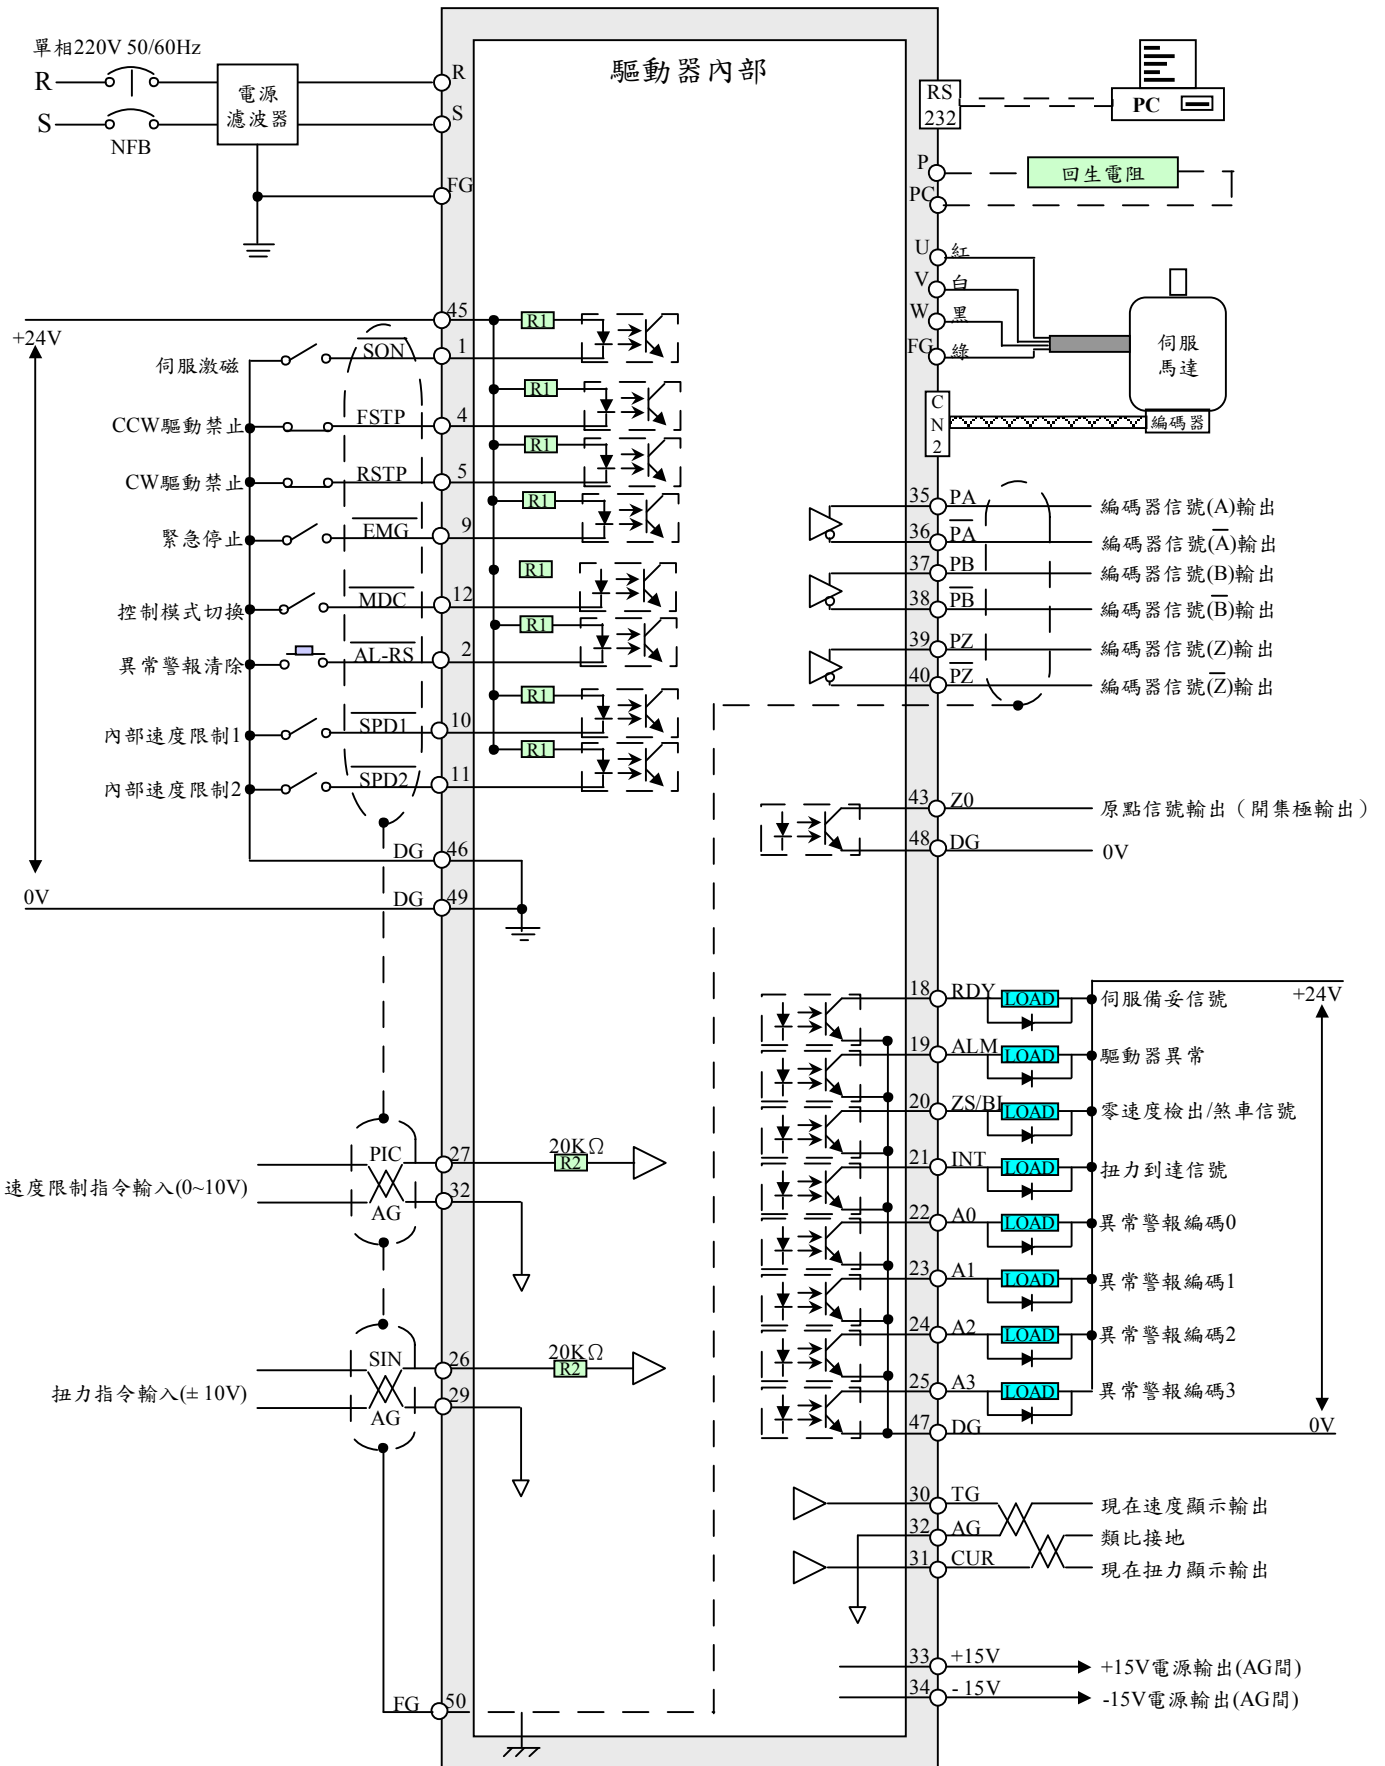 單相220V 50/60Hz
R
S
NFB
電源
濾波器
R
S
FG
驅動器內部
RS
232
PC
P
PC
回生電阻
U 紅
V 白
W 黑
FG 綠
伺服
馬達
C
N
2
編碼器
+24V
0V
45
R1
伺服激磁 S̅O̅N̅ 1
R1
CCW驅動禁止 FSTP 4
R1
CW驅動禁止 RSTP 5
R1
緊急停止 E̅M̅G̅ 9
R1
控制模式切換 M̅D̅C̅ 12
R1
異常警報清除 A̅L̅-̅R̅S̅ 2
R1
內部速度限制1 S̅P̅D̅1̅ 10
R1
內部速度限制2 S̅P̅D̅2̅ 11
DG 46
DG 49
35 PA 編碼器信號(A)輸出
36 P̅A̅ 編碼器信號(A̅)輸出
37 PB 編碼器信號(B)輸出
38 P̅B̅ 編碼器信號(B̅)輸出
39 PZ 編碼器信號(Z)輸出
40 P̅Z̅ 編碼器信號(Z̅)輸出
43 Z0 原點信號輸出（開集極輸出）
48 DG 0V
18 RDY LOAD 伺服備妥信號
+24V
19 ALM LOAD 驅動器異常
20 ZS/BI LOAD 零速度檢出/煞車信號
21 INT LOAD 扭力到達信號
22 A0 LOAD 異常警報編碼0
23 A1 LOAD 異常警報編碼1
24 A2 LOAD 異常警報編碼2
25 A3 LOAD 異常警報編碼3
47 DG
0V
速度限制指令輸入(0~10V)
PIC 27
20KΩ
R2
AG 32
扭力指令輸入(± 10V)
SIN 26
20KΩ
R2
AG 29
30 TG 現在速度顯示輸出
32 AG 類比接地
31 CUR 現在扭力顯示輸出
33 +15V +15V電源輸出(AG間)
34 - 15V -15V電源輸出(AG間)
FG 50